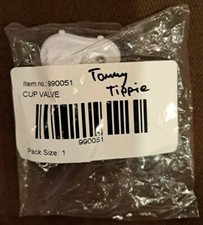 Item no: 990051
CUP VALVE
Tommy
Tippie
990051
Pack Size: 1